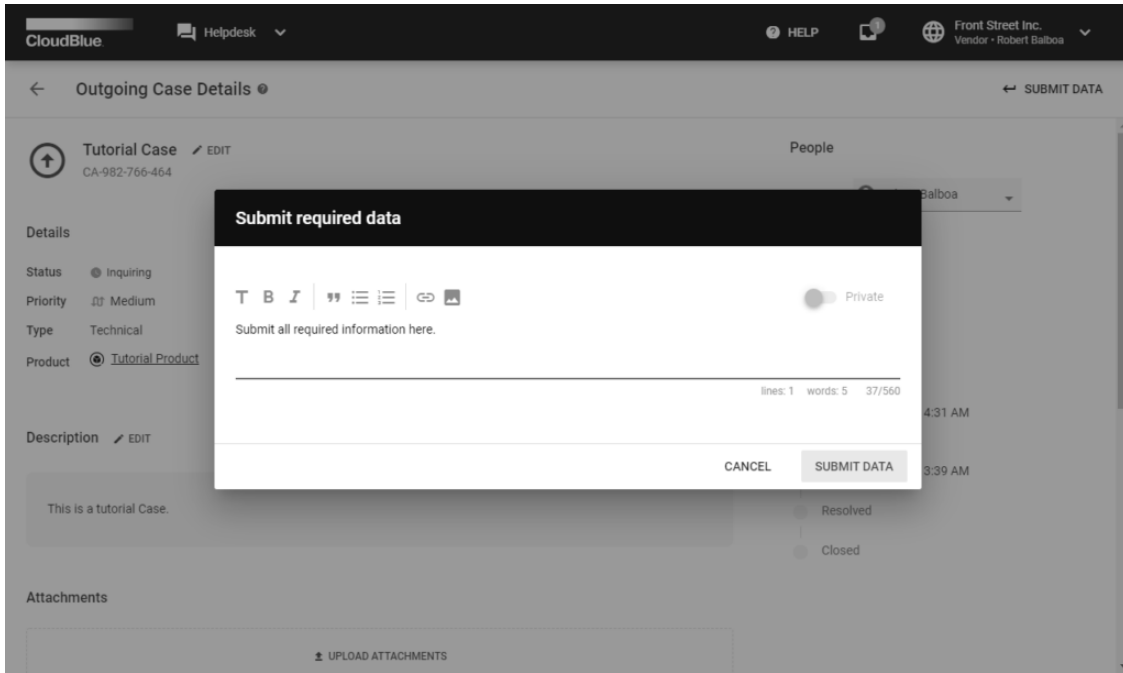 CloudBlue
Helpdesk
HELP
1
Front Street Inc.
Vendor • Robert Balboa
Outgoing Case Details
SUBMIT DATA
Tutorial Case EDIT
CA-982-766-464
People
Balboa
Submit required data
Details
Status Inquiring
Priority Medium
Type Technical
Product Tutorial Product
T B I
Private
Submit all required information here.
lines: 1 words: 5 37/560
4:31 AM
Description EDIT
CANCEL SUBMIT DATA
3:39 AM
This is a tutorial Case.
Resolved
Closed
Attachments
UPLOAD ATTACHMENTS